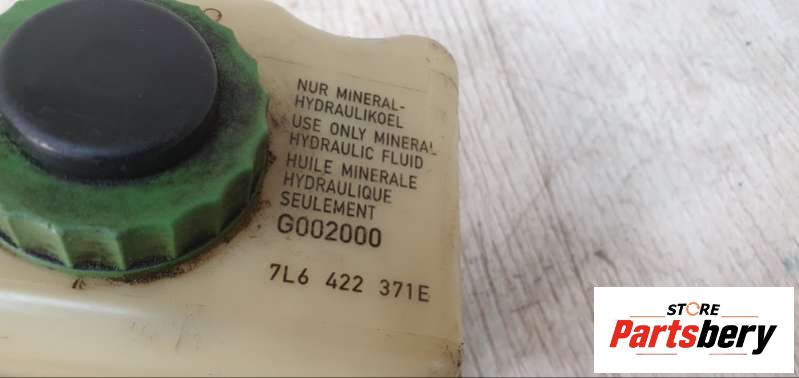 NUR MINERAL-
HYDRAULIKOEL
USE ONLY MINERAL
HYDRAULIC FLUID
HUILE MINERALE
HYDRAULIQUE
SEULEMENT
G002000
7L6 422 371E
STORE
Partsbery